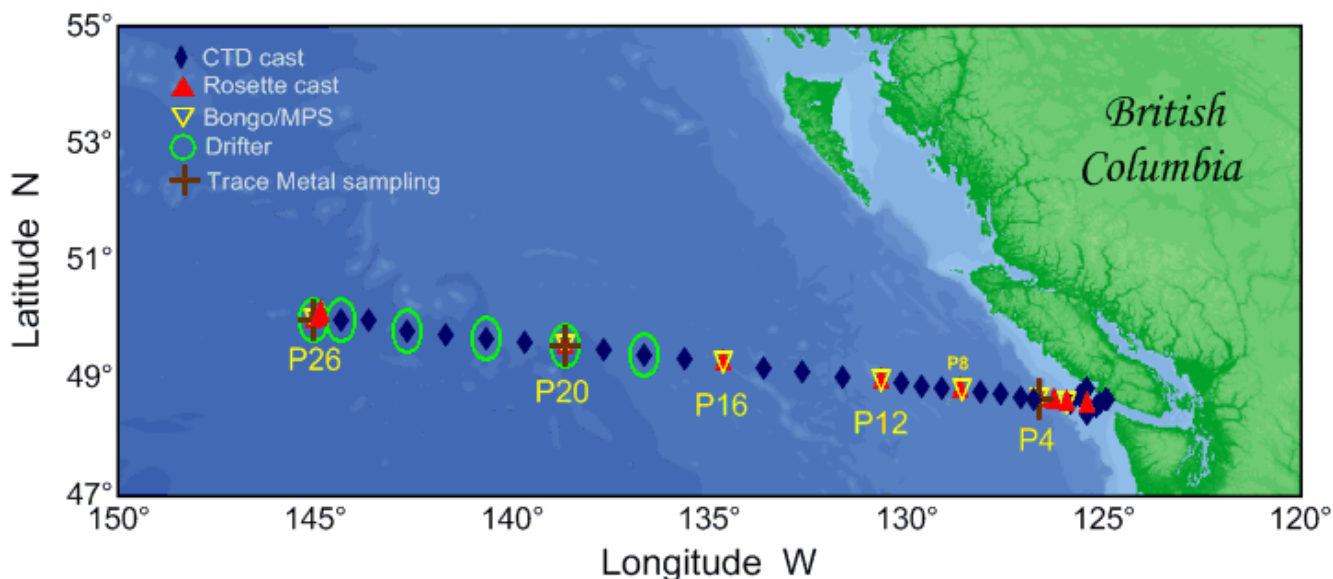 55°
53°
51°
49°
47°
Latitude N
CTD cast
Rosette cast
Bongo/MPS
Drifter
Trace Metal sampling
British
Columbia
P26
P20
P16
P12
P8
P4
150°
145°
140°
135°
130°
125°
120°
Longitude W